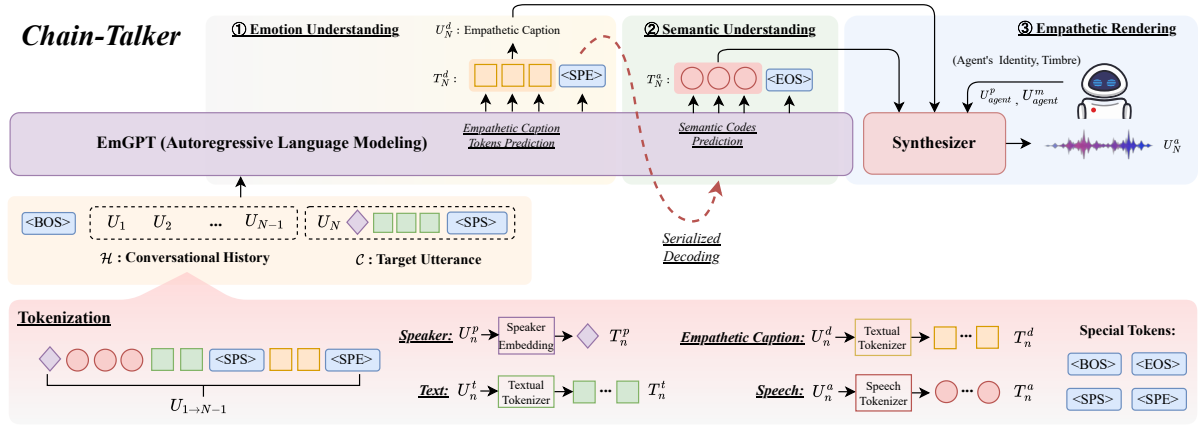 Chain-Talker
① Emotion Understanding
② Semantic Understanding
③ Empathetic Rendering
U_N^d : Empathetic Caption
T_N^d :
<SPE>
T_N^a :
<EOS>
(Agent's Identity, Timbre)
U_agent^p , U_agent^m
EmGPT (Autoregressive Language Modeling)
Empathetic Caption
Tokens Prediction
Semantic Codes
Prediction
Synthesizer
U_N^a
<BOS>
U_1 U_2 ... U_{N-1}
U_N
<SPS>
H : Conversational History
C : Target Utterance
Serialized
Decoding
Tokenization
<SPS>
<SPE>
U_{1→N-1}
Speaker: U_n^p
Speaker
Embedding
T_n^p
Text: U_n^t
Textual
Tokenizer
...
T_n^t
Empathetic Caption: U_n^d
Textual
Tokenizer
...
T_n^d
Speech: U_n^a
Speech
Tokenizer
...
T_n^a
Special Tokens:
<BOS> <EOS>
<SPS> <SPE>